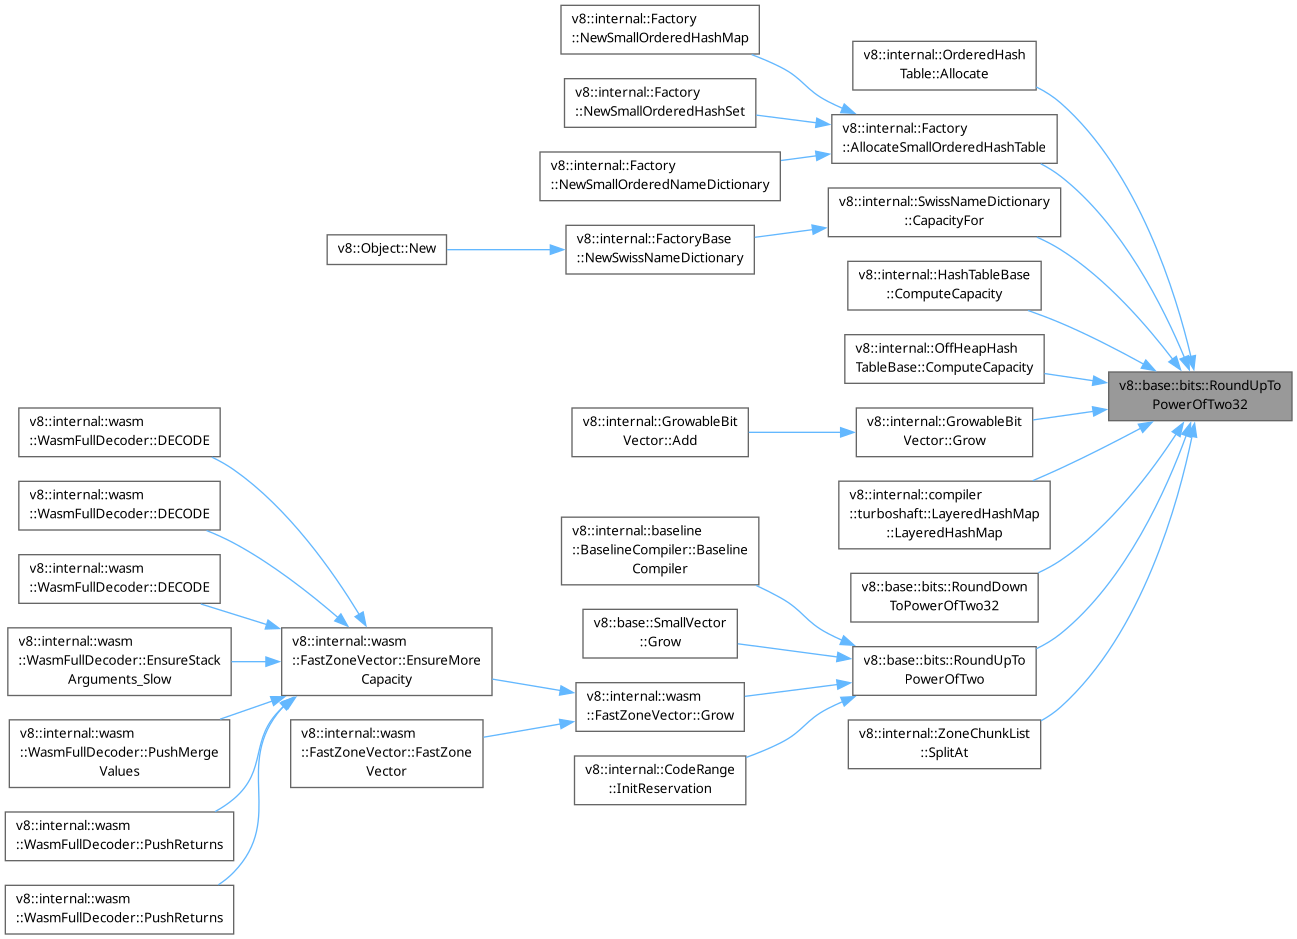 v8::internal::Factory
::NewSmallOrderedHashMap
v8::internal::OrderedHash
Table::Allocate
v8::internal::Factory
::NewSmallOrderedHashSet
v8::internal::Factory
::AllocateSmallOrderedHashTable
v8::internal::Factory
::NewSmallOrderedNameDictionary
v8::internal::SwissNameDictionary
::CapacityFor
v8::Object::New
v8::internal::FactoryBase
::NewSwissNameDictionary
v8::internal::HashTableBase
::ComputeCapacity
v8::internal::OffHeapHash
TableBase::ComputeCapacity
v8::base::bits::RoundUpTo
PowerOfTwo32
v8::internal::wasm
::WasmFullDecoder::DECODE
v8::internal::GrowableBit
Vector::Add
v8::internal::GrowableBit
Vector::Grow
v8::internal::wasm
::WasmFullDecoder::DECODE
v8::internal::compiler
::turboshaft::LayeredHashMap
::LayeredHashMap
v8::internal::baseline
::BaselineCompiler::Baseline
Compiler
v8::internal::wasm
::WasmFullDecoder::DECODE
v8::base::bits::RoundDown
ToPowerOfTwo32
v8::base::SmallVector
::Grow
v8::internal::wasm
::WasmFullDecoder::EnsureStack
Arguments_Slow
v8::internal::wasm
::FastZoneVector::EnsureMore
Capacity
v8::base::bits::RoundUpTo
PowerOfTwo
v8::internal::wasm
::FastZoneVector::Grow
v8::internal::wasm
::WasmFullDecoder::PushMerge
Values
v8::internal::wasm
::FastZoneVector::FastZone
Vector
v8::internal::ZoneChunkList
::SplitAt
v8::internal::CodeRange
::InitReservation
v8::internal::wasm
::WasmFullDecoder::PushReturns
v8::internal::wasm
::WasmFullDecoder::PushReturns